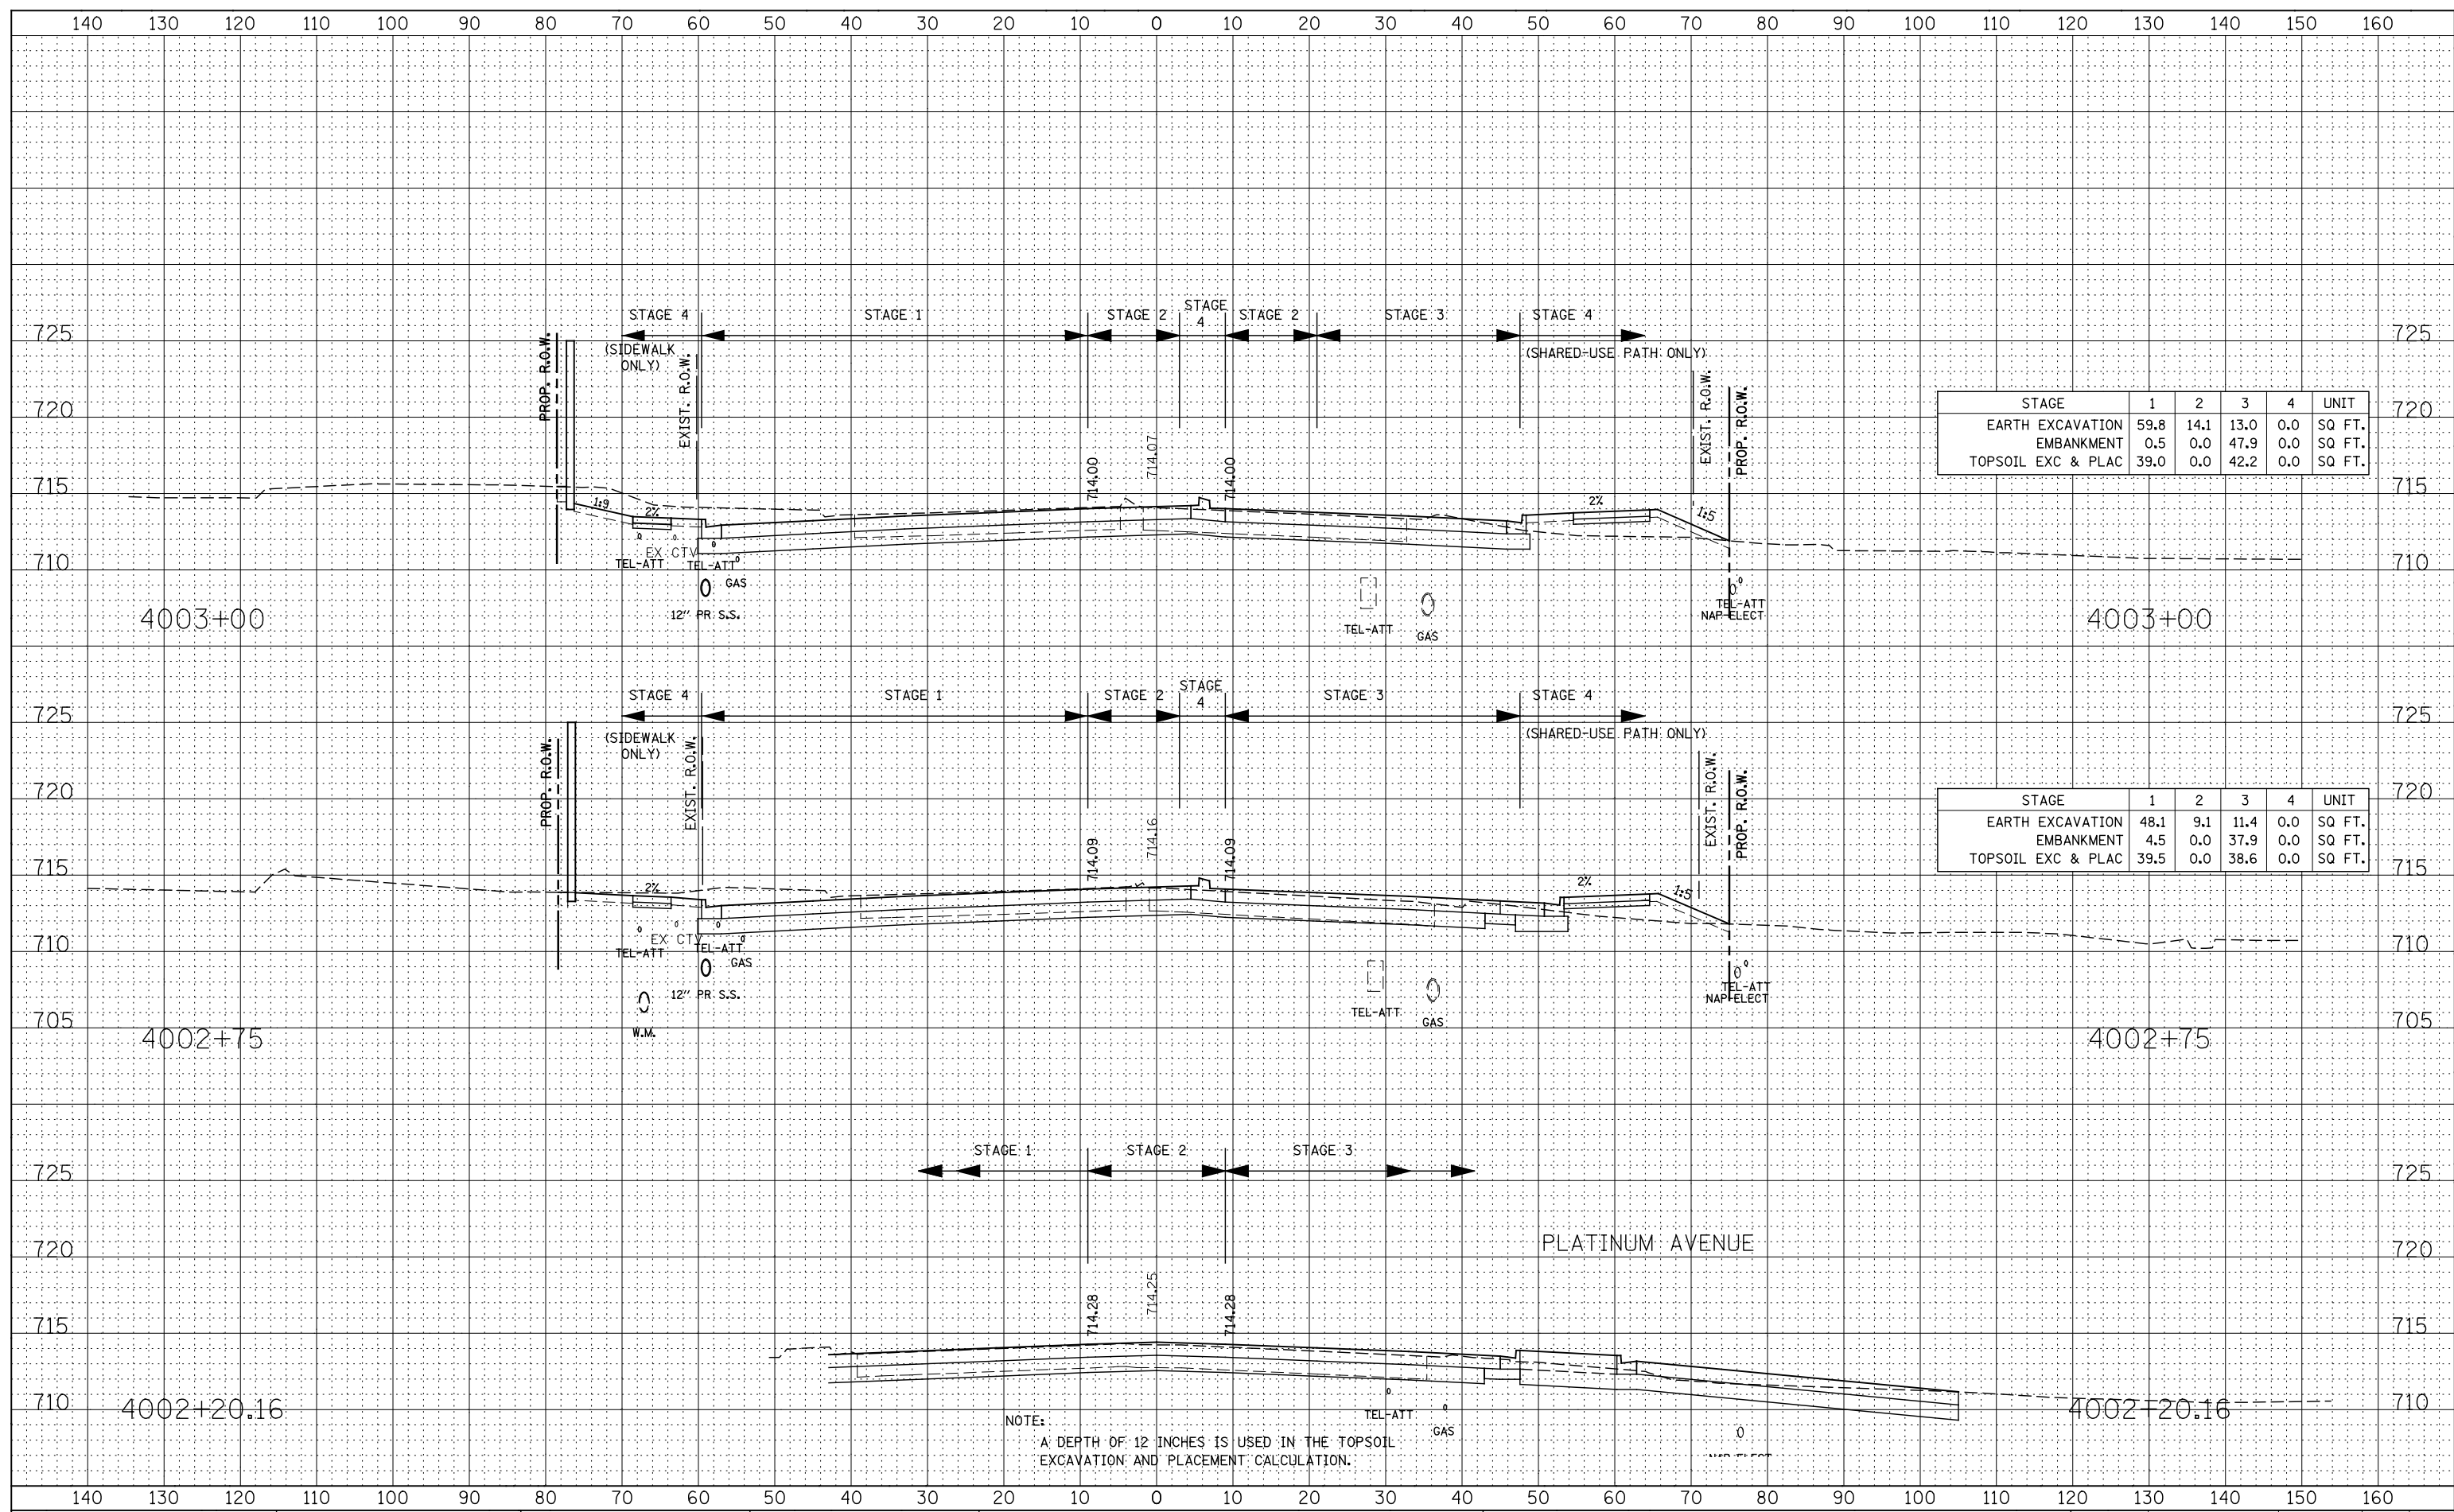 140 130 120 110 100 90 80 70 60 50 40 30 20 10 0 10 20 30 40 50 60 70 80 90 100 110 120 130 140 150 160
STAGE
STAGE 4 STAGE 1 STAGE 2 4 STAGE 2 STAGE 3 STAGE 4
725 725
(SIDEWALK
ONLY)
(SHARED-USE PATH ONLY)
PROP. R.O.W.
EXIST. R.O.W.
EXIST. R.O.W.
PROP. R.O.W.
720 720
STAGE 1 2 3 4 UNIT
EARTH EXCAVATION 59.8 14.1 13.0 0.0 SQ FT.
EMBANKMENT 0.5 0.0 47.9 0.0 SQ FT.
TOPSOIL EXC & PLAC 39.0 0.0 42.2 0.0 SQ FT.
714.00
714.07
714.00
715 715
1:9
2%
2%
1:5
EX CTV
TEL-ATT
TEL-ATT
710 710
GAS
12" PR S.S.
TEL-ATT
GAS
TEL-ATT
NAP-ELECT
4003+00 4003+00
STAGE
STAGE 4 STAGE 1 STAGE 2 4 STAGE 3 STAGE 4
725 725
(SIDEWALK
ONLY)
(SHARED-USE PATH ONLY)
PROP. R.O.W.
EXIST. R.O.W.
EXIST. R.O.W.
PROP. R.O.W.
720 720
STAGE 1 2 3 4 UNIT
EARTH EXCAVATION 48.1 9.1 11.4 0.0 SQ FT.
EMBANKMENT 4.5 0.0 37.9 0.0 SQ FT.
TOPSOIL EXC & PLAC 39.5 0.0 38.6 0.0 SQ FT.
714.09
714.16
714.09
715 715
2%
2%
1:5
EX CTV
TEL-ATT
TEL-ATT
710 710
GAS
12" PR S.S.
W.M.
TEL-ATT
GAS
TEL-ATT
NAP-ELECT
705 705
4002+75 4002+75
STAGE 1 STAGE 2 STAGE 3
725 725
720 720
PLATINUM AVENUE
714.28
714.25
714.28
715 715
710 710
4002+20.16 4002+20.16
TEL-ATT
GAS
NAP-ELECT
NOTE:
A DEPTH OF 12 INCHES IS USED IN THE TOPSOIL
EXCAVATION AND PLACEMENT CALCULATION.
140 130 120 110 100 90 80 70 60 50 40 30 20 10 0 10 20 30 40 50 60 70 80 90 100 110 120 130 140 150 160